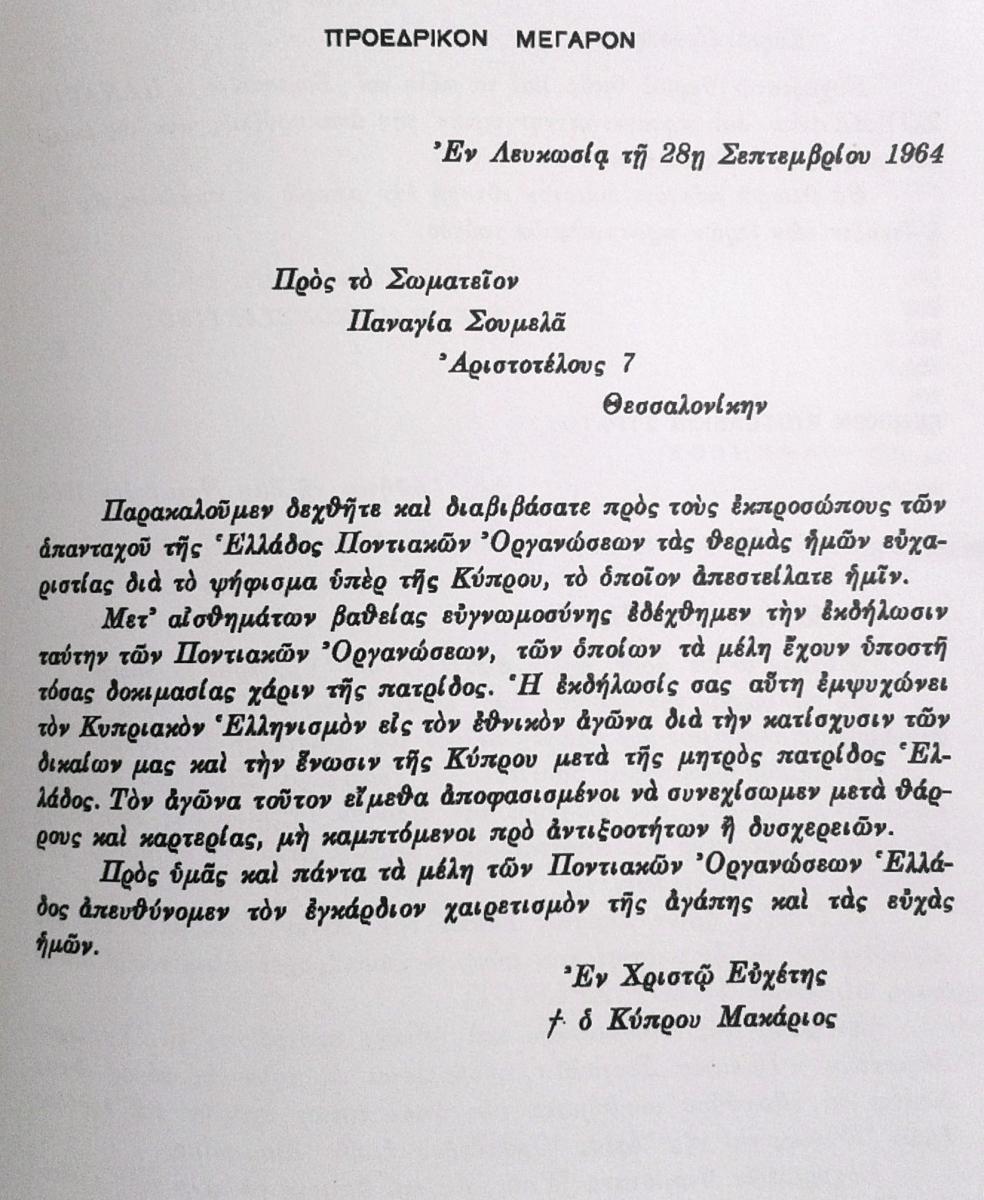 ΠΡΟΕΔΡΙΚΟΝ ΜΕΓΑΡΟΝ
Ἐν Λευκωσίᾳ τῇ 28ῃ Σεπτεμβρίου 1964
Πρὸς τὸ Σωματεῖον
Παναγία Σουμελᾶ
Ἀριστοτέλους 7
Θεσσαλονίκην
Παρακαλοῦμεν δεχθῆτε καὶ διαβιβάσατε πρὸς τοὺς ἐκπροσώπους τῶν
ἁπανταχοῦ τῆς Ἑλλάδος Ποντιακῶν Ὀργανώσεων τὰς θερμὰς ἡμῶν εὐχα-
ριστίας διὰ τὸ ψήφισμα ὑπὲρ τῆς Κύπρου, τὸ ὁποῖον ἀπεστείλατε ἡμῖν.
Μετ' αἰσθημάτων βαθείας εὐγνωμοσύνης ἐδέχθημεν τὴν ἐκδήλωσιν
ταύτην τῶν Ποντιακῶν Ὀργανώσεων, τῶν ὁποίων τὰ μέλη ἔχουν ὑποστῆ
τόσας δοκιμασίας χάριν τῆς πατρίδος. Ἡ ἐκδήλωσίς σας αὕτη ἐμψυχώνει
τὸν Κυπριακὸν Ἑλληνισμὸν εἰς τὸν ἐθνικὸν ἀγῶνα διὰ τὴν κατίσχυσιν τῶν
δικαίων μας καὶ τὴν ἕνωσιν τῆς Κύπρου μετὰ τῆς μητρὸς πατρίδος Ἑλ-
λάδος. Τὸν ἀγῶνα τοῦτον εἴμεθα ἀποφασισμένοι νὰ συνεχίσωμεν μετὰ θάρ-
ρους καὶ καρτερίας, μὴ καμπτόμενοι πρὸ ἀντιξοοτήτων ἢ δυσχερειῶν.
Πρὸς ὑμᾶς καὶ πάντα τὰ μέλη τῶν Ποντιακῶν Ὀργανώσεων Ἑλλά-
δος ἀπευθύνομεν τὸν ἐγκάρδιον χαιρετισμὸν τῆς ἀγάπης καὶ τὰς εὐχὰς
ἡμῶν.
Ἐν Χριστῷ Εὐχέτης
† ὁ Κύπρου Μακάριος